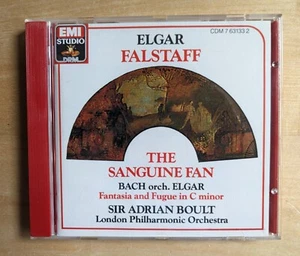 CDM 7 63133 2
EMI
STUDIO
DRM
ELGAR
FALSTAFF
THE
SANGUINE FAN
BACH orch. ELGAR
Fantasia and Fugue in C minor
SIR ADRIAN BOULT
London Philharmonic Orchestra